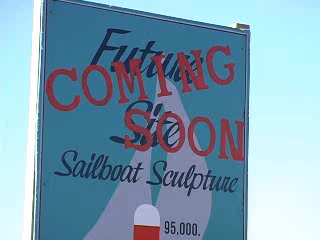 Future
COMING
Site
SOON
Sailboat Sculpture
95,000.